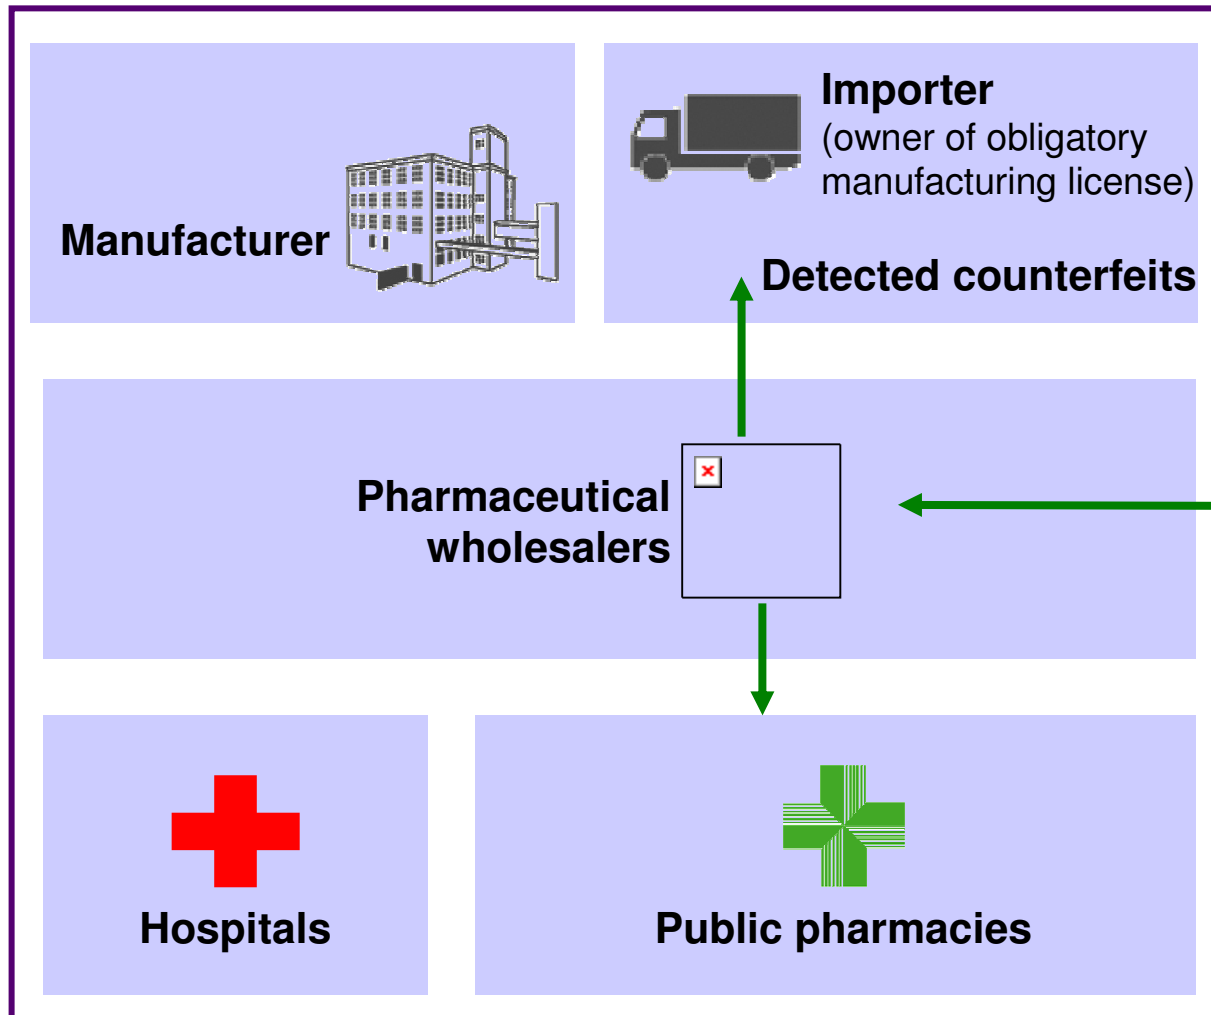 Importer
(owner of obligatory
manufacturing license)
Manufacturer
Detected counterfeits
Pharmaceutical
wholesalers
Hospitals
Public pharmacies